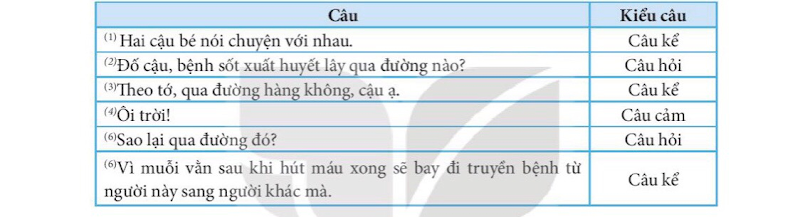 Câu Kiểu câu
(1) Hai cậu bé nói chuyện với nhau. Câu kể
(2)Đố cậu, bệnh sốt xuất huyết lây qua đường nào? Câu hỏi
(3)Theo tớ, qua đường hàng không, cậu ạ. Câu kể
(4)Ôi trời! Câu cảm
(6)Sao lại qua đường đó? Câu hỏi
(6)Vì muỗi vằn sau khi hút máu xong sẽ bay đi truyền bệnh từ
người này sang người khác mà. Câu kể